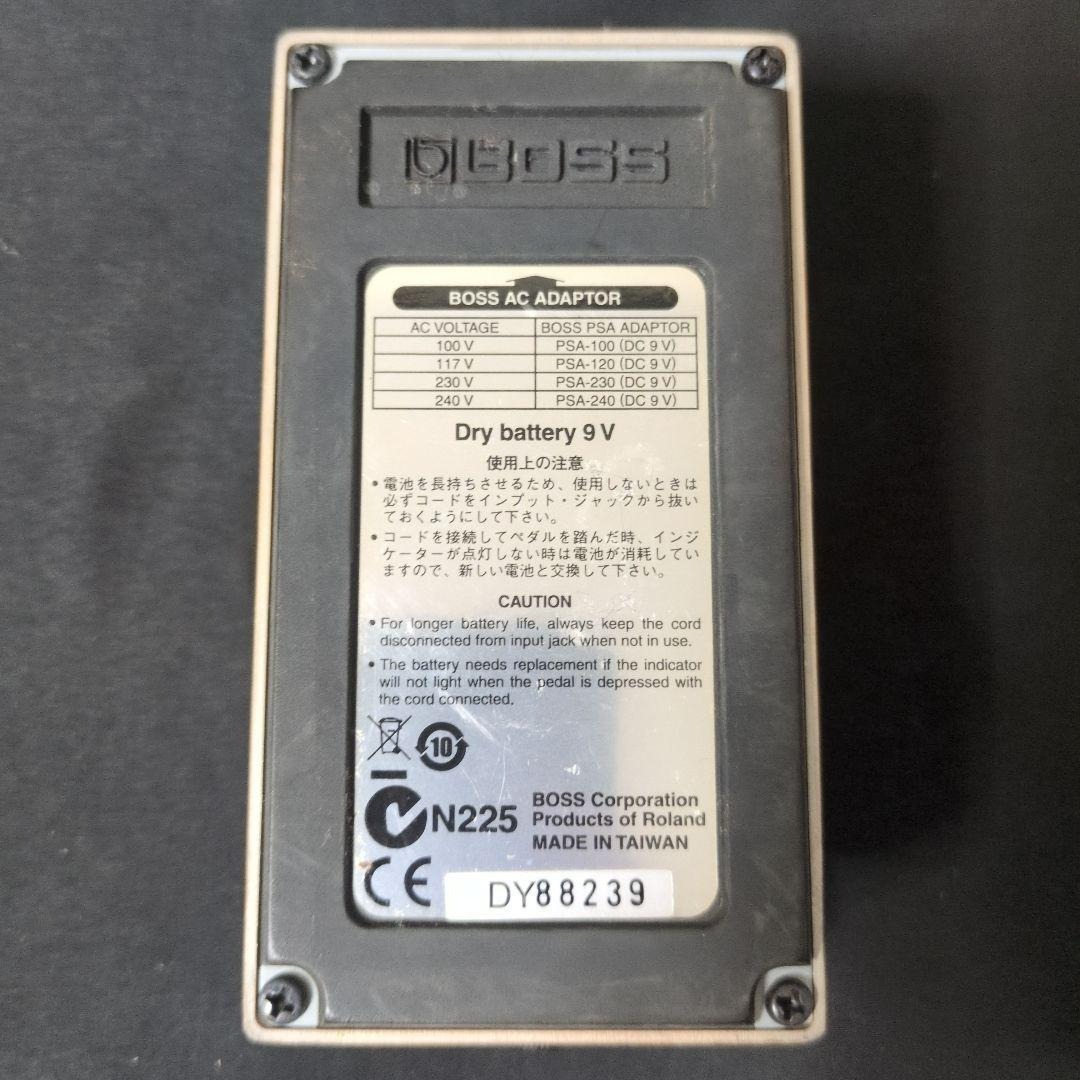 BOSS
BOSS AC ADAPTOR
AC VOLTAGE BOSS PSA ADAPTOR
100 V PSA-100 (DC 9 V)
117 V PSA-120 (DC 9 V)
230 V PSA-230 (DC 9 V)
240 V PSA-240 (DC 9 V)
Dry battery 9 V
使用上の注意
• 電池を長持ちさせるため、使用しないときは
必ずコードをインプット・ジャックから抜い
ておくようにして下さい。
• コードを接続してペダルを踏んだ時、インジ
ケーターが点灯しない時は電池が消耗してい
ますので、新しい電池と交換して下さい。
CAUTION
• For longer battery life, always keep the cord
disconnected from input jack when not in use.
• The battery needs replacement if the indicator
will not light when the pedal is depressed with
the cord connected.
10
N225
BOSS Corporation
Products of Roland
MADE IN TAIWAN
CE
DY88239